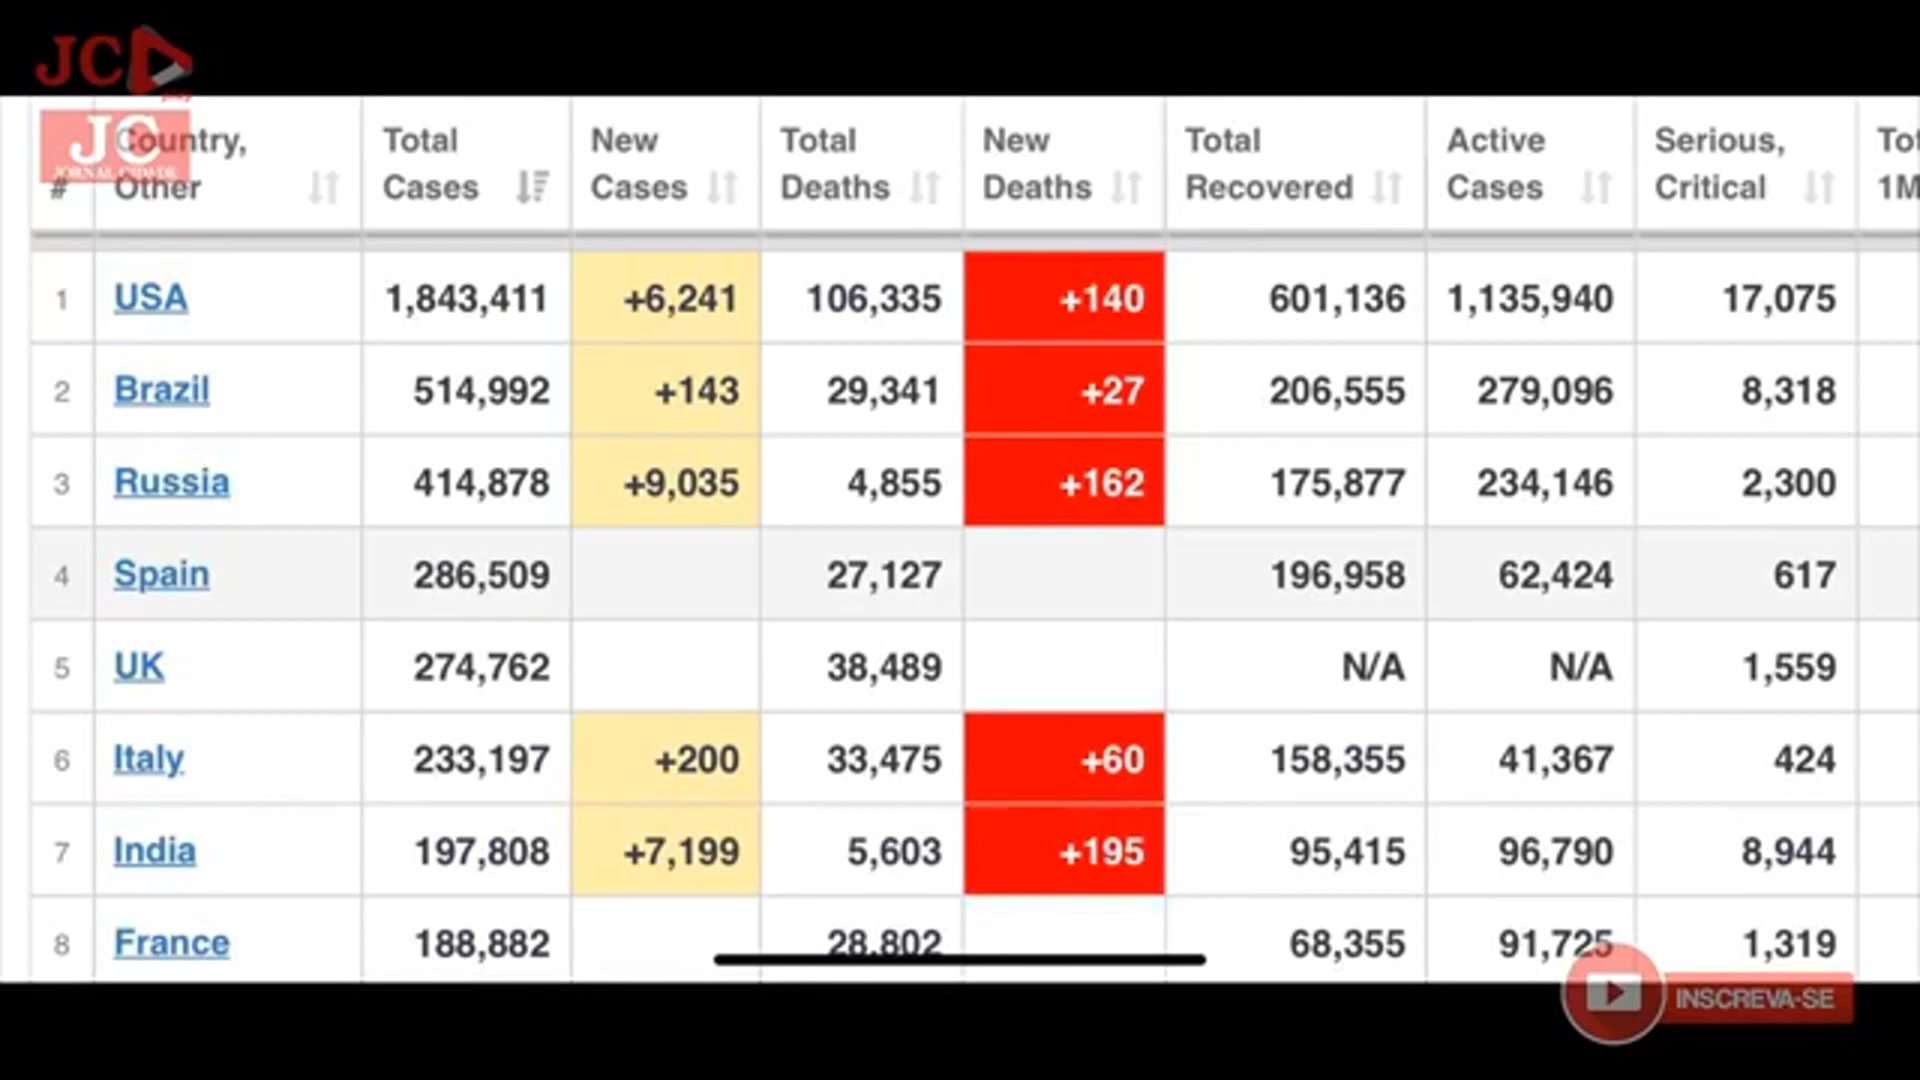 JC
play
JC
JORNAL CIDADE
# Country, Other
Total Cases
New Cases
Total Deaths
New Deaths
Total Recovered
Active Cases
Serious, Critical
1 USA 1,843,411 +6,241 106,335 +140 601,136 1,135,940 17,075
2 Brazil 514,992 +143 29,341 +27 206,555 279,096 8,318
3 Russia 414,878 +9,035 4,855 +162 175,877 234,146 2,300
4 Spain 286,509 27,127 196,958 62,424 617
5 UK 274,762 38,489 N/A N/A 1,559
6 Italy 233,197 +200 33,475 +60 158,355 41,367 424
7 India 197,808 +7,199 5,603 +195 95,415 96,790 8,944
8 France 188,882 28,802 68,355 91,725 1,319
INSCREVA-SE